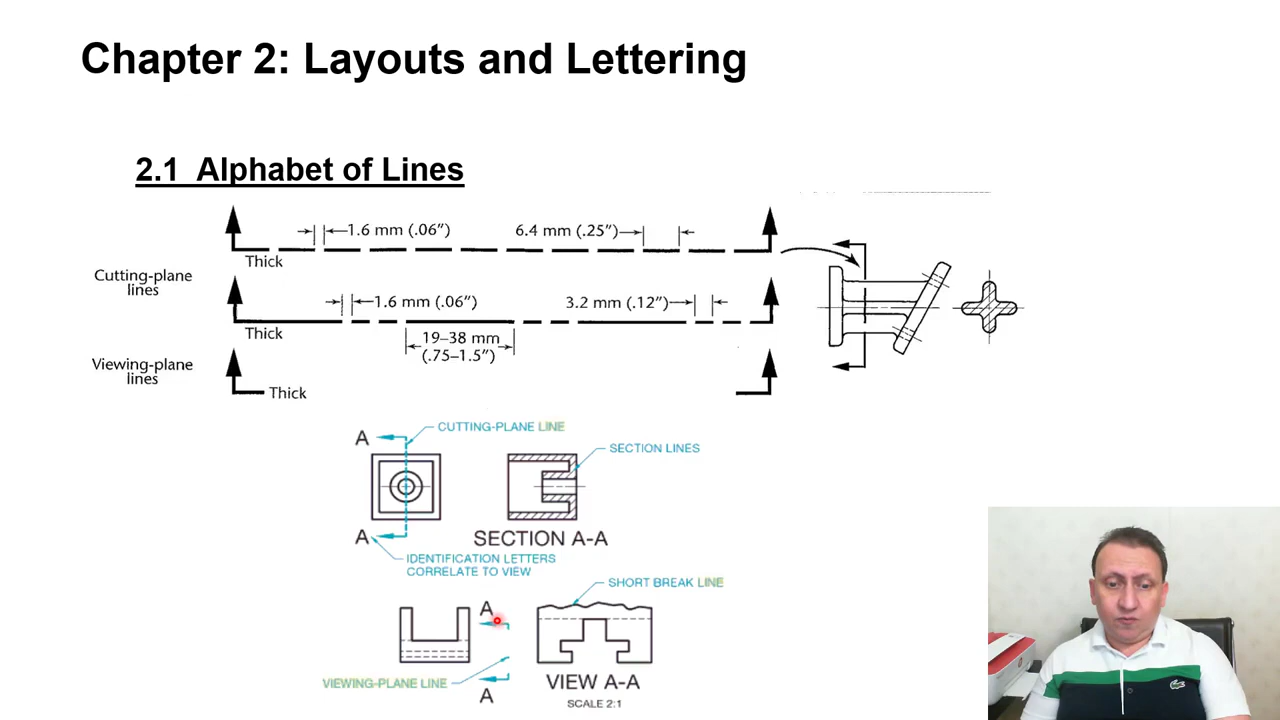 Chapter 2: Layouts and Lettering
2.1 Alphabet of Lines
1.6 mm (.06″)
6.4 mm (.25″)
Thick
Cutting-plane
lines
1.6 mm (.06″)
3.2 mm (.12″)
Thick
19–38 mm
(.75–1.5″)
Viewing-plane
lines
Thick
CUTTING-PLANE LINE
A
SECTION LINES
A
SECTION A-A
IDENTIFICATION LETTERS
CORRELATE TO VIEW
SHORT BREAK LINE
A
VIEWING-PLANE LINE
A
VIEW A-A
SCALE 2:1